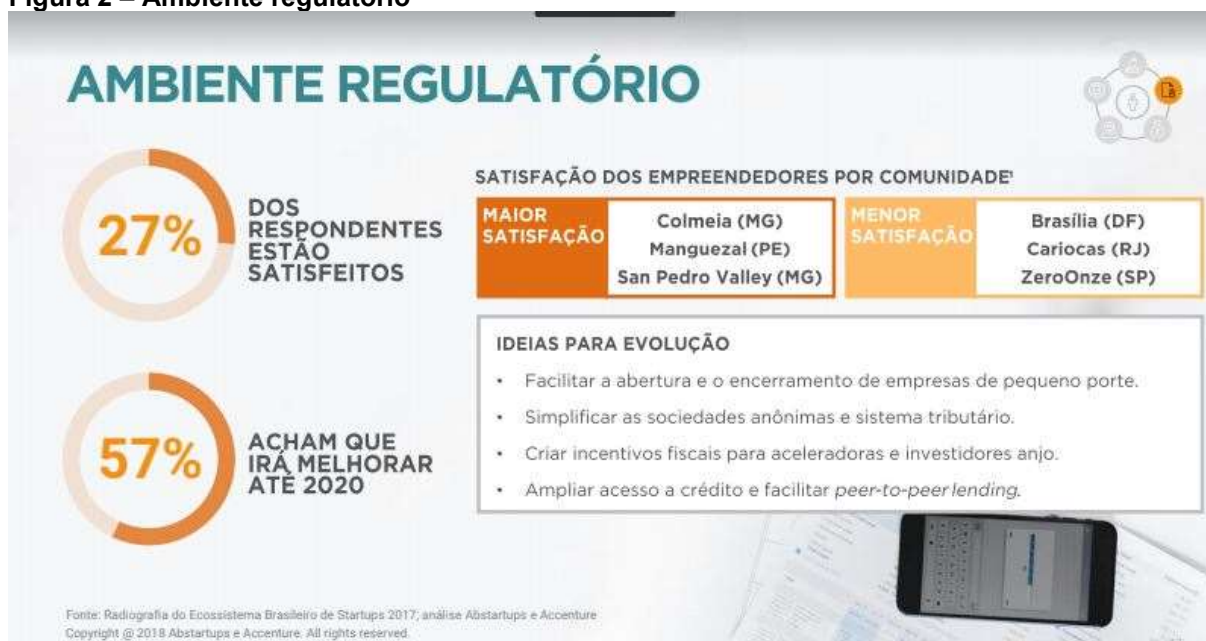 Figura 2 – Ambiente regulatório
AMBIENTE REGULATÓRIO
27%
DOS
RESPONDENTES
ESTÃO
SATISFEITOS
57%
ACHAM QUE
IRÁ MELHORAR
ATÉ 2020
SATISFAÇÃO DOS EMPREENDEDORES POR COMUNIDADE¹
MAIOR
SATISFAÇÃO
Colmeia (MG)
Manguezal (PE)
San Pedro Valley (MG)
MENOR
SATISFAÇÃO
Brasília (DF)
Cariocas (RJ)
ZeroOnze (SP)
IDEIAS PARA EVOLUÇÃO
• Facilitar a abertura e o encerramento de empresas de pequeno porte.
• Simplificar as sociedades anônimas e sistema tributário.
• Criar incentivos fiscais para aceleradoras e investidores anjo.
• Ampliar acesso a crédito e facilitar peer-to-peer lending.
Fonte: Radiografia do Ecossistema Brasileiro de Startups 2017; análise Abstartups e Accenture
Copyright @ 2018 Abstartups e Accenture. All rights reserved.